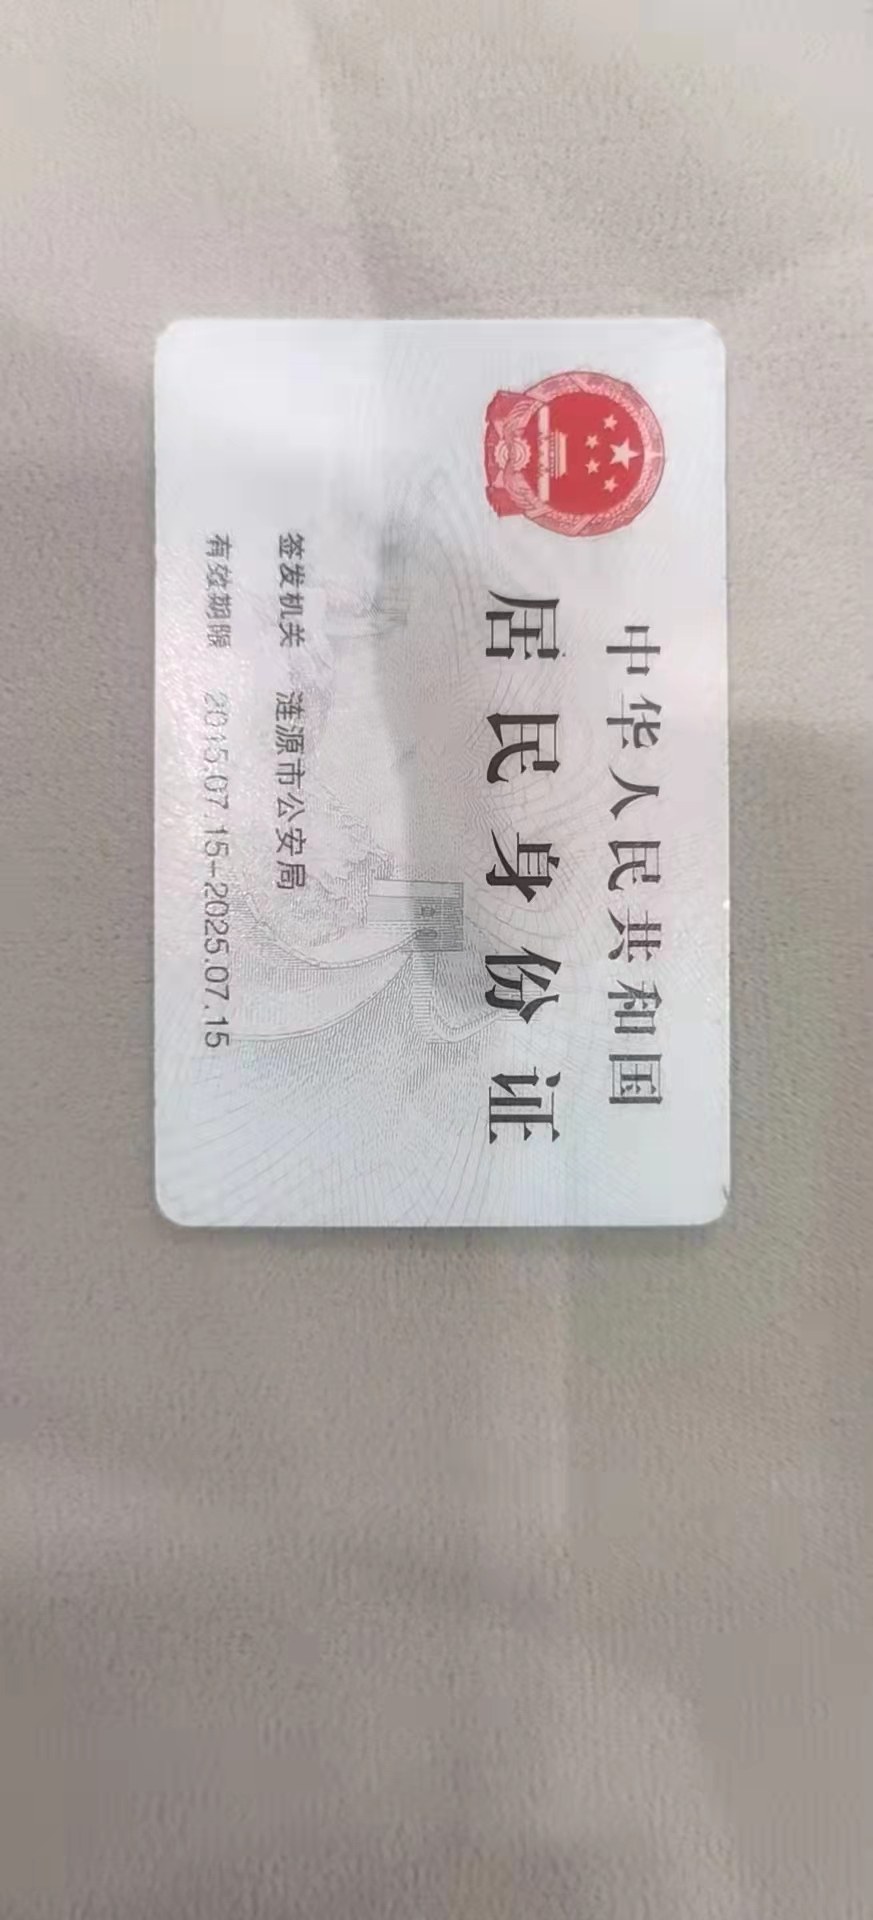 中华人民共和国
居民身份证
签发机关 涟源市公安局
有效期限 2015.07.15-2025.07.15